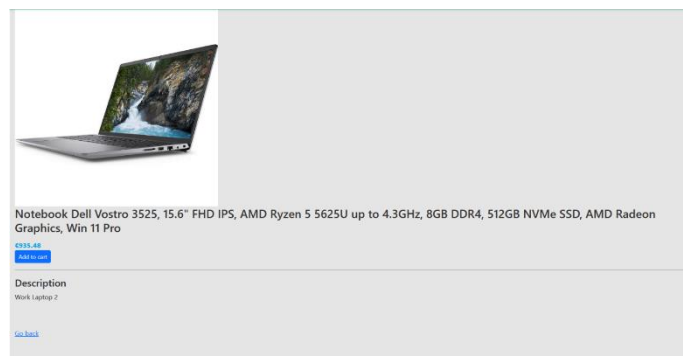 Notebook Dell Vostro 3525, 15.6" FHD IPS, AMD Ryzen 5 5625U up to 4.3GHz, 8GB DDR4, 512GB NVMe SSD, AMD Radeon
Graphics, Win 11 Pro
€935.48
Add to cart
Description
Work Laptop 2
Go back